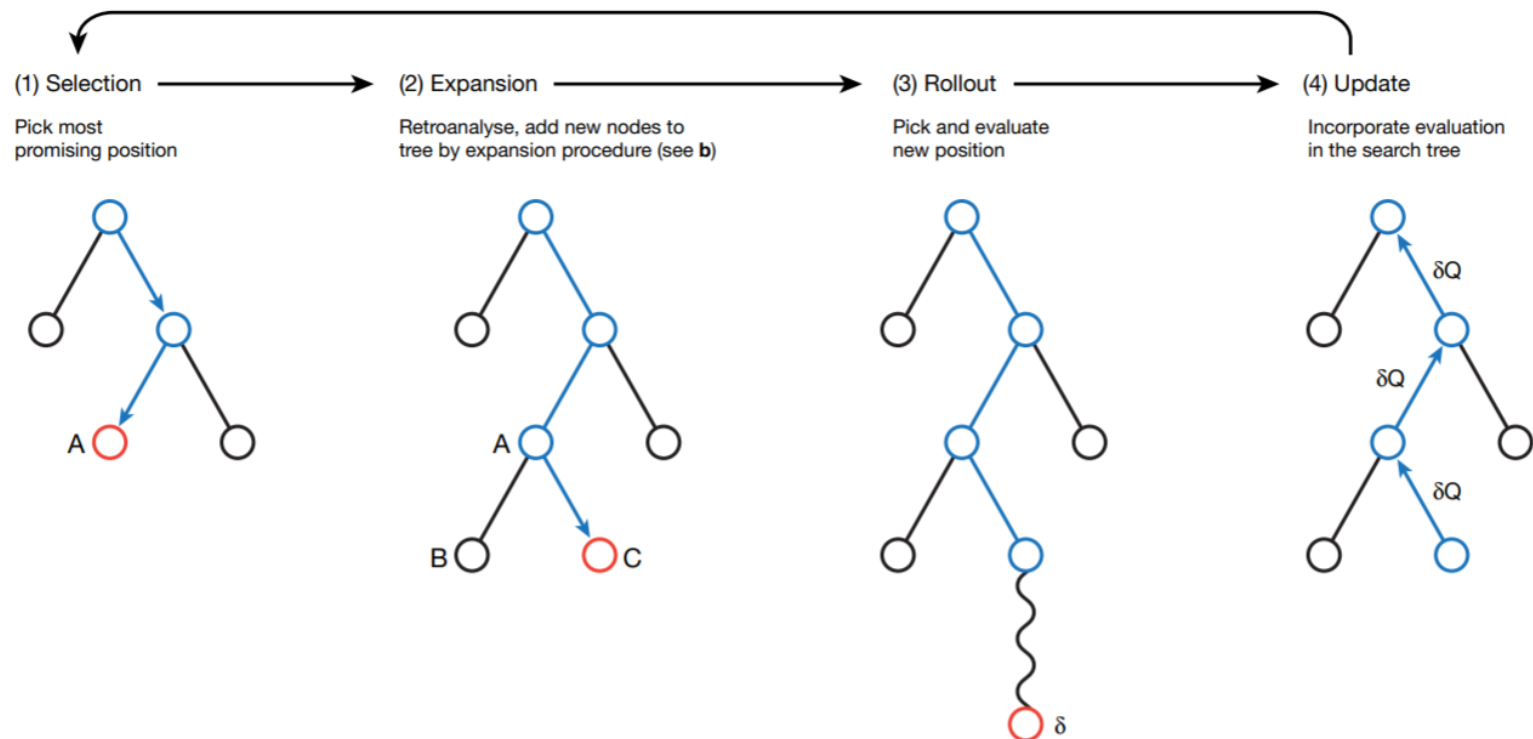 (1) Selection
Pick most
promising position
A
(2) Expansion
Retroanalyse, add new nodes to
tree by expansion procedure (see b)
A
B
C
(3) Rollout
Pick and evaluate
new position
δ
(4) Update
Incorporate evaluation
in the search tree
δQ
δQ
δQ